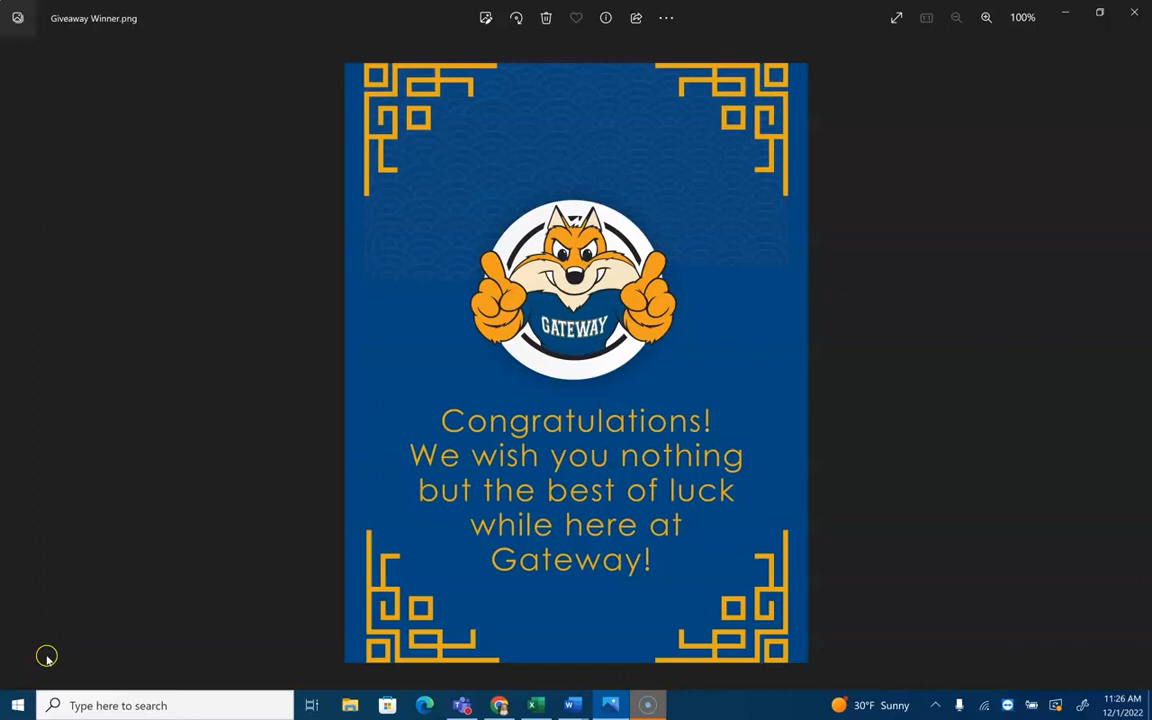 Giveaway Winner.png
100%
GATEWAY
Congratulations!
We wish you nothing
but the best of luck
while here at
Gateway!
Type here to search
30°F Sunny
11:26 AM
12/1/2022